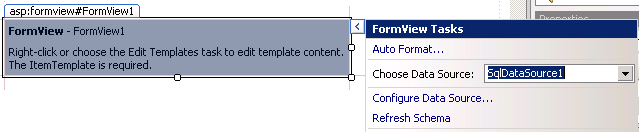 asp:formview#FormView1
FormView - FormView1
Right-click or choose the Edit Templates task to edit template content.
The ItemTemplate is required.
Properties
FormView Tasks
Auto Format...
Choose Data Source: SqlDataSource1
Configure Data Source...
Refresh Schema